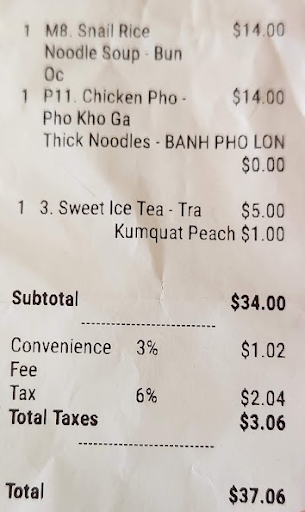 1 M8. Snail Rice $14.00
Noodle Soup - Bun
Oc
1 P11. Chicken Pho - $14.00
Pho Kho Ga
Thick Noodles - BANH PHO LON
$0.00
1 3. Sweet Ice Tea - Tra $5.00
Kumquat Peach $1.00
Subtotal $34.00
Convenience 3% $1.02
Fee
Tax 6% $2.04
Total Taxes $3.06
Total $37.06